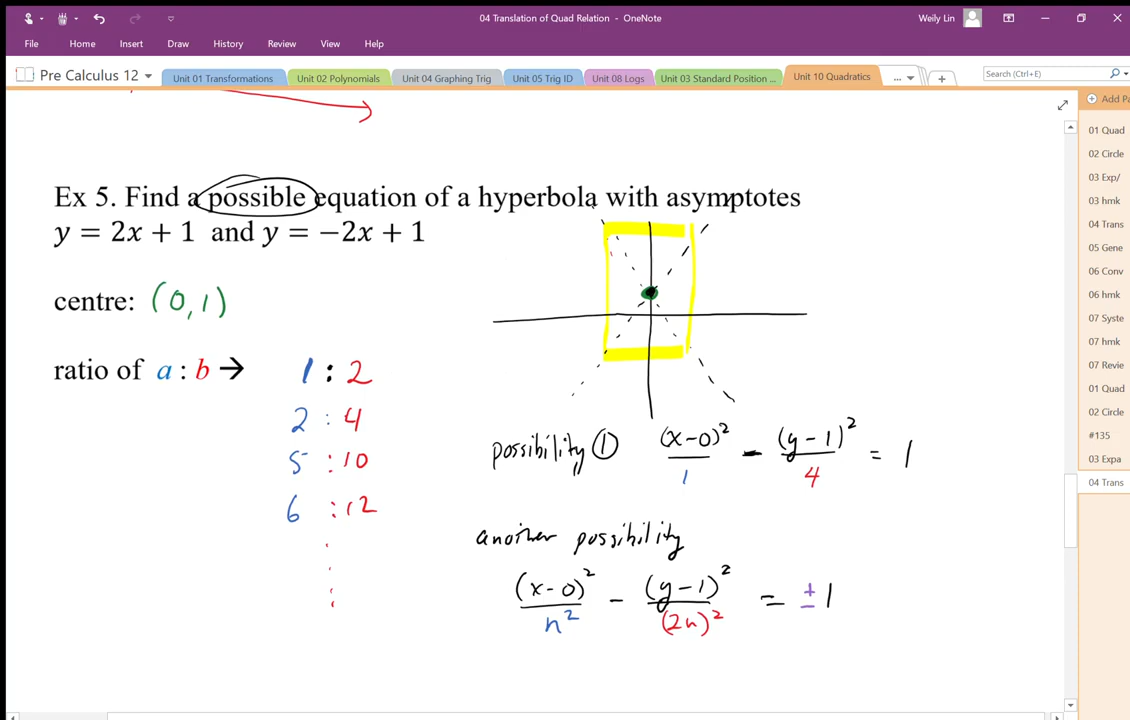 04 Translation of Quad Relation - OneNote
Weily Lin
File Home Insert Draw History Review View Help
Pre Calculus 12
Unit 01 Transformations
Unit 02 Polynomials
Unit 04 Graphing Trig
Unit 05 Trig ID
Unit 08 Logs
Unit 03 Standard Position ...
Unit 10 Quadratics
...
Search (Ctrl+E)
Add Pa
01 Quad
02 Circle
03 Exp/
03 hmk
04 Trans
05 Gene
06 Conv
06 hmk
07 Syste
07 hmk
07 Revie
01 Quad
02 Circle
#135
03 Expa
04 Trans
Ex 5. Find a possible equation of a hyperbola with asymptotes
y = 2x + 1 and y = −2x + 1
centre: (0, 1)
ratio of a : b → 1 : 2
2 : 4
5 : 10
6 : 12
possibility ① (x-0)²/1 - (y-1)²/4 = 1
another possibility
(x-0)²/n² - (y-1)²/(2n)² = ±1